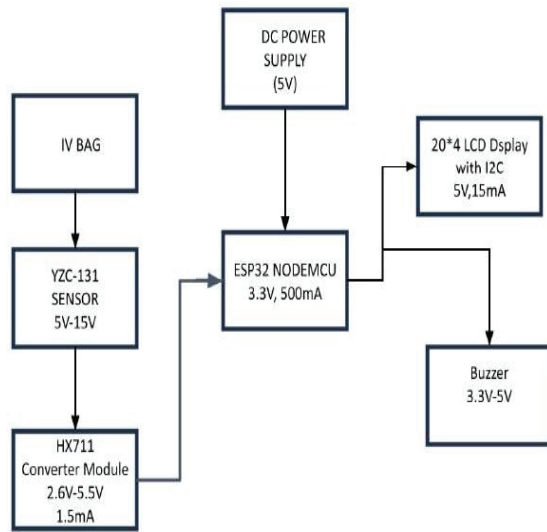 DC POWER
SUPPLY
(5V)
IV BAG
20*4 LCD Dsplay
with I2C
5V,15mA
YZC-131
SENSOR
5V-15V
ESP32 NODEMCU
3.3V, 500mA
Buzzer
3.3V-5V
HX711
Converter Module
2.6V-5.5V
1.5mA